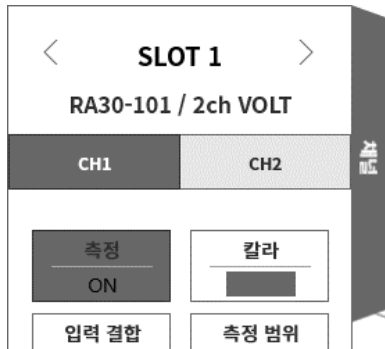 SLOT 1
RA30-101 / 2ch VOLT
CH1 CH2
채널
측정 칼라
ON
입력 결합 측정 범위